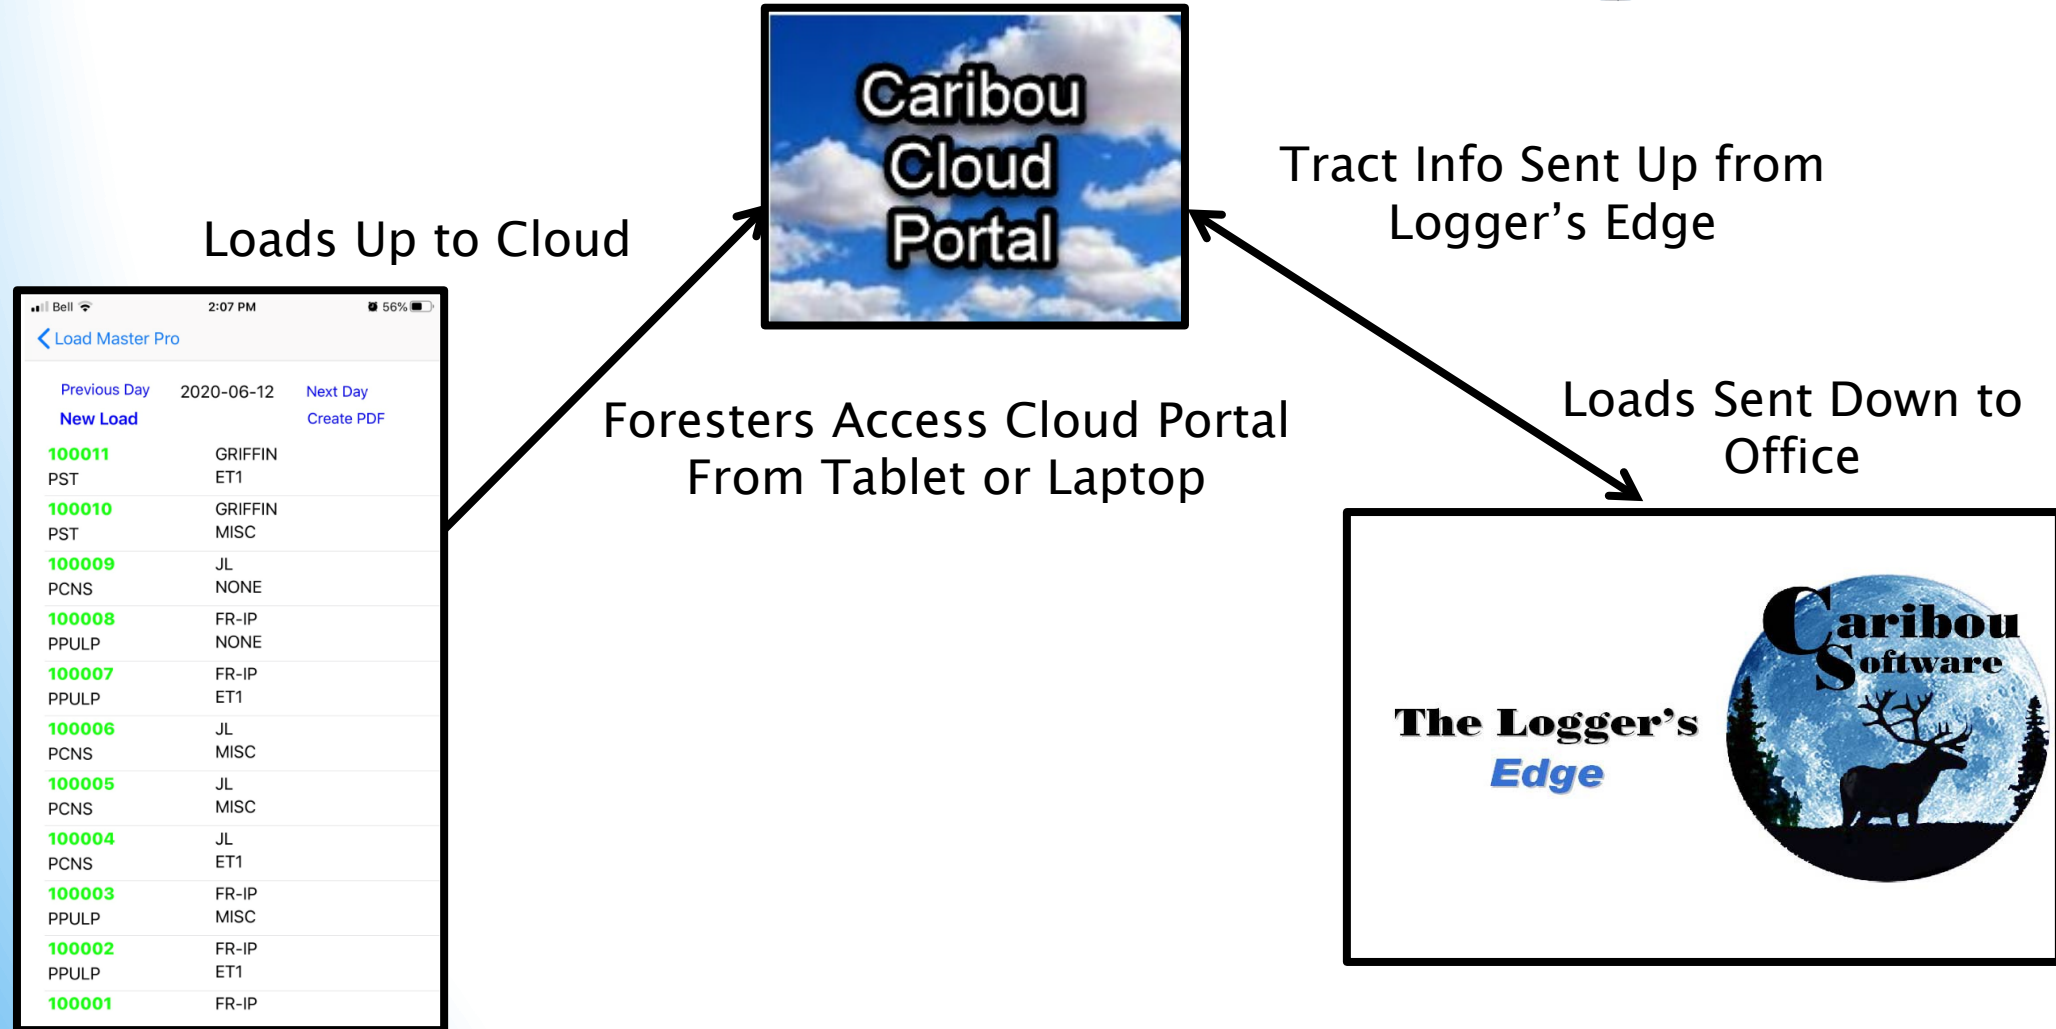 Caribou
Cloud
Portal
Tract Info Sent Up from
Logger’s Edge
Loads Up to Cloud
Foresters Access Cloud Portal
From Tablet or Laptop
Loads Sent Down to
Office
Bell 2:07 PM 56%
Load Master Pro
Previous Day 2020-06-12 Next Day
New Load Create PDF
100011 GRIFFIN
PST ET1
100010 GRIFFIN
PST MISC
100009 JL
PCNS NONE
100008 FR-IP
PPULP NONE
100007 FR-IP
PPULP ET1
100006 JL
PCNS MISC
100005 JL
PCNS MISC
100004 JL
PCNS ET1
100003 FR-IP
PPULP MISC
100002 FR-IP
PPULP ET1
100001 FR-IP
The Logger’s
Edge
Caribou
Software